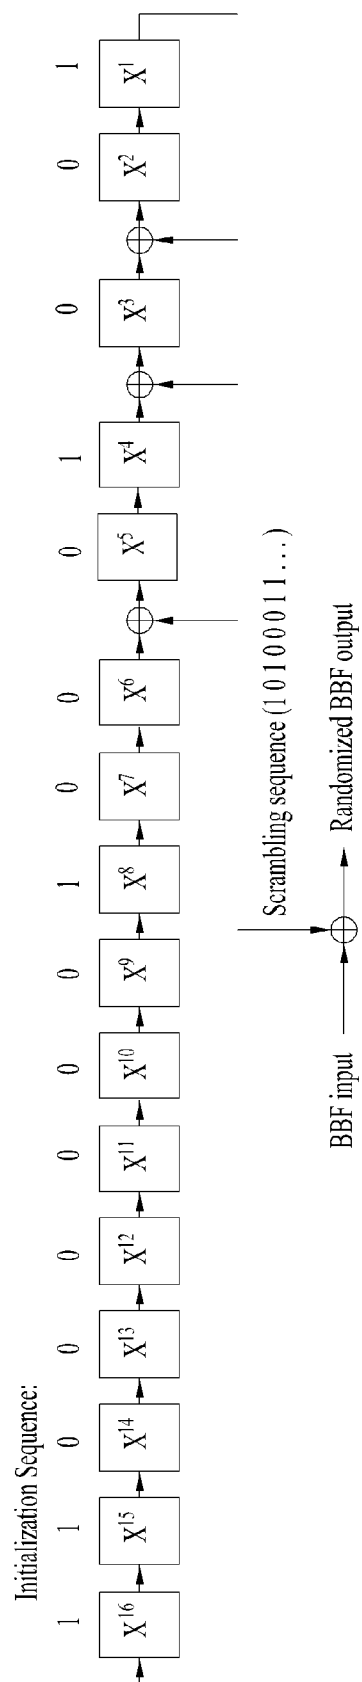 Initialization Sequence:
1 1 0 0 0 0 0 0 1 0 0 0 1 0 0 1
X¹⁶ X¹⁵ X¹⁴ X¹³ X¹² X¹¹ X¹⁰ X⁹ X⁸ X⁷ X⁶ X⁵ X⁴ X³ X² X¹
Scrambling sequence (1 0 1 0 0 0 1 1 . . . )
BBF input Randomized BBF output